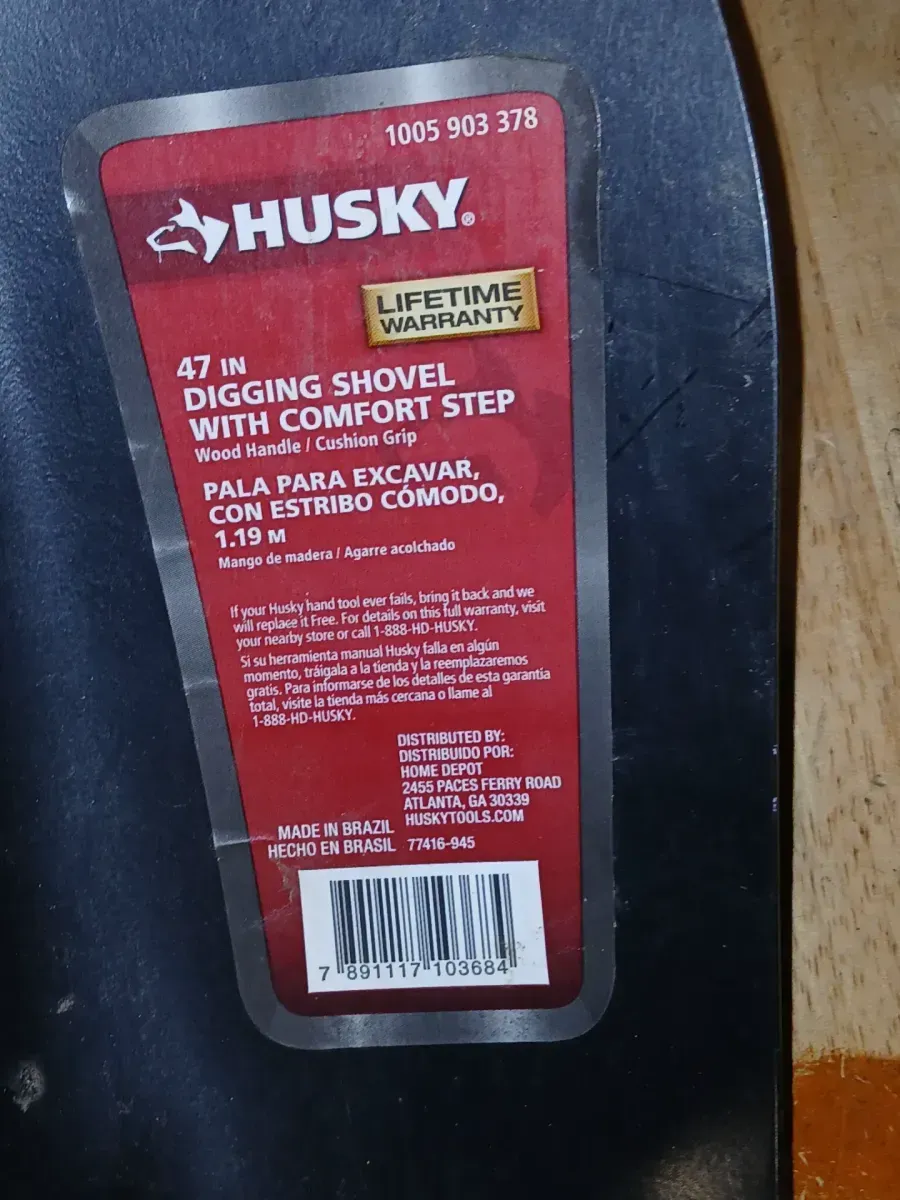 1005 903 378
HUSKY®
LIFETIME
WARRANTY
47 IN
DIGGING SHOVEL
WITH COMFORT STEP
Wood Handle / Cushion Grip
PALA PARA EXCAVAR,
CON ESTRIBO CÓMODO,
1.19 M
Mango de madera / Agarre acolchado
If your Husky hand tool ever fails, bring it back and we
will replace it Free. For details on this full warranty, visit
your nearby store or call 1-888-HD-HUSKY.
Si su herramienta manual Husky falla en algún
momento, tráigala a la tienda y la reemplazaremos
gratis. Para informarse de los detalles de esta garantia
total, visite la tienda más cercana o llame al
1-888-HD-HUSKY.
DISTRIBUTED BY:
DISTRIBUIDO POR:
HOME DEPOT
2455 PACES FERRY ROAD
ATLANTA, GA 30339
HUSKYTOOLS.COM
MADE IN BRAZIL
HECHO EN BRASIL 77416-945
7 891117 103684